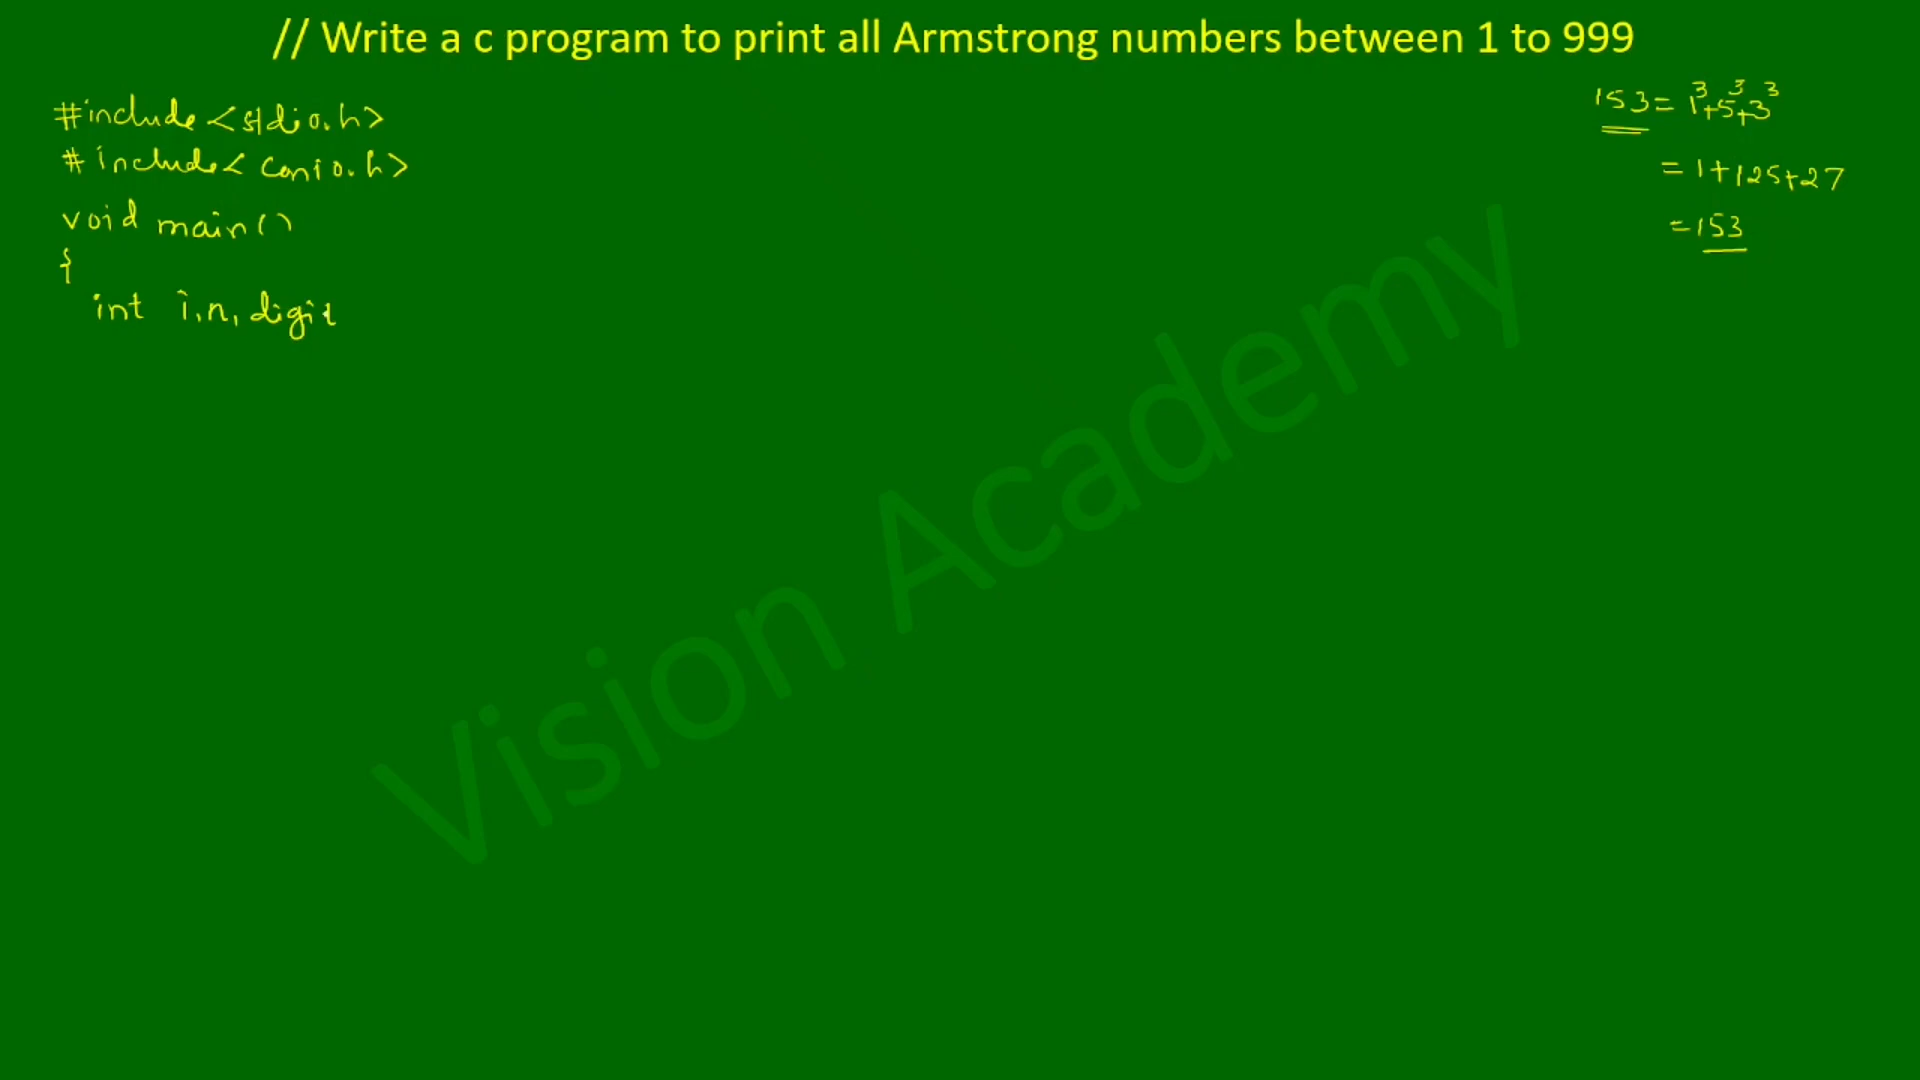 // Write a c program to print all Armstrong numbers between 1 to 999
#include <stdio.h>
#include < conio.h>
void main()
{
int i,n, digit
153 = 1³+5³+3³
= 1+125+27
= 153
Vision Academy